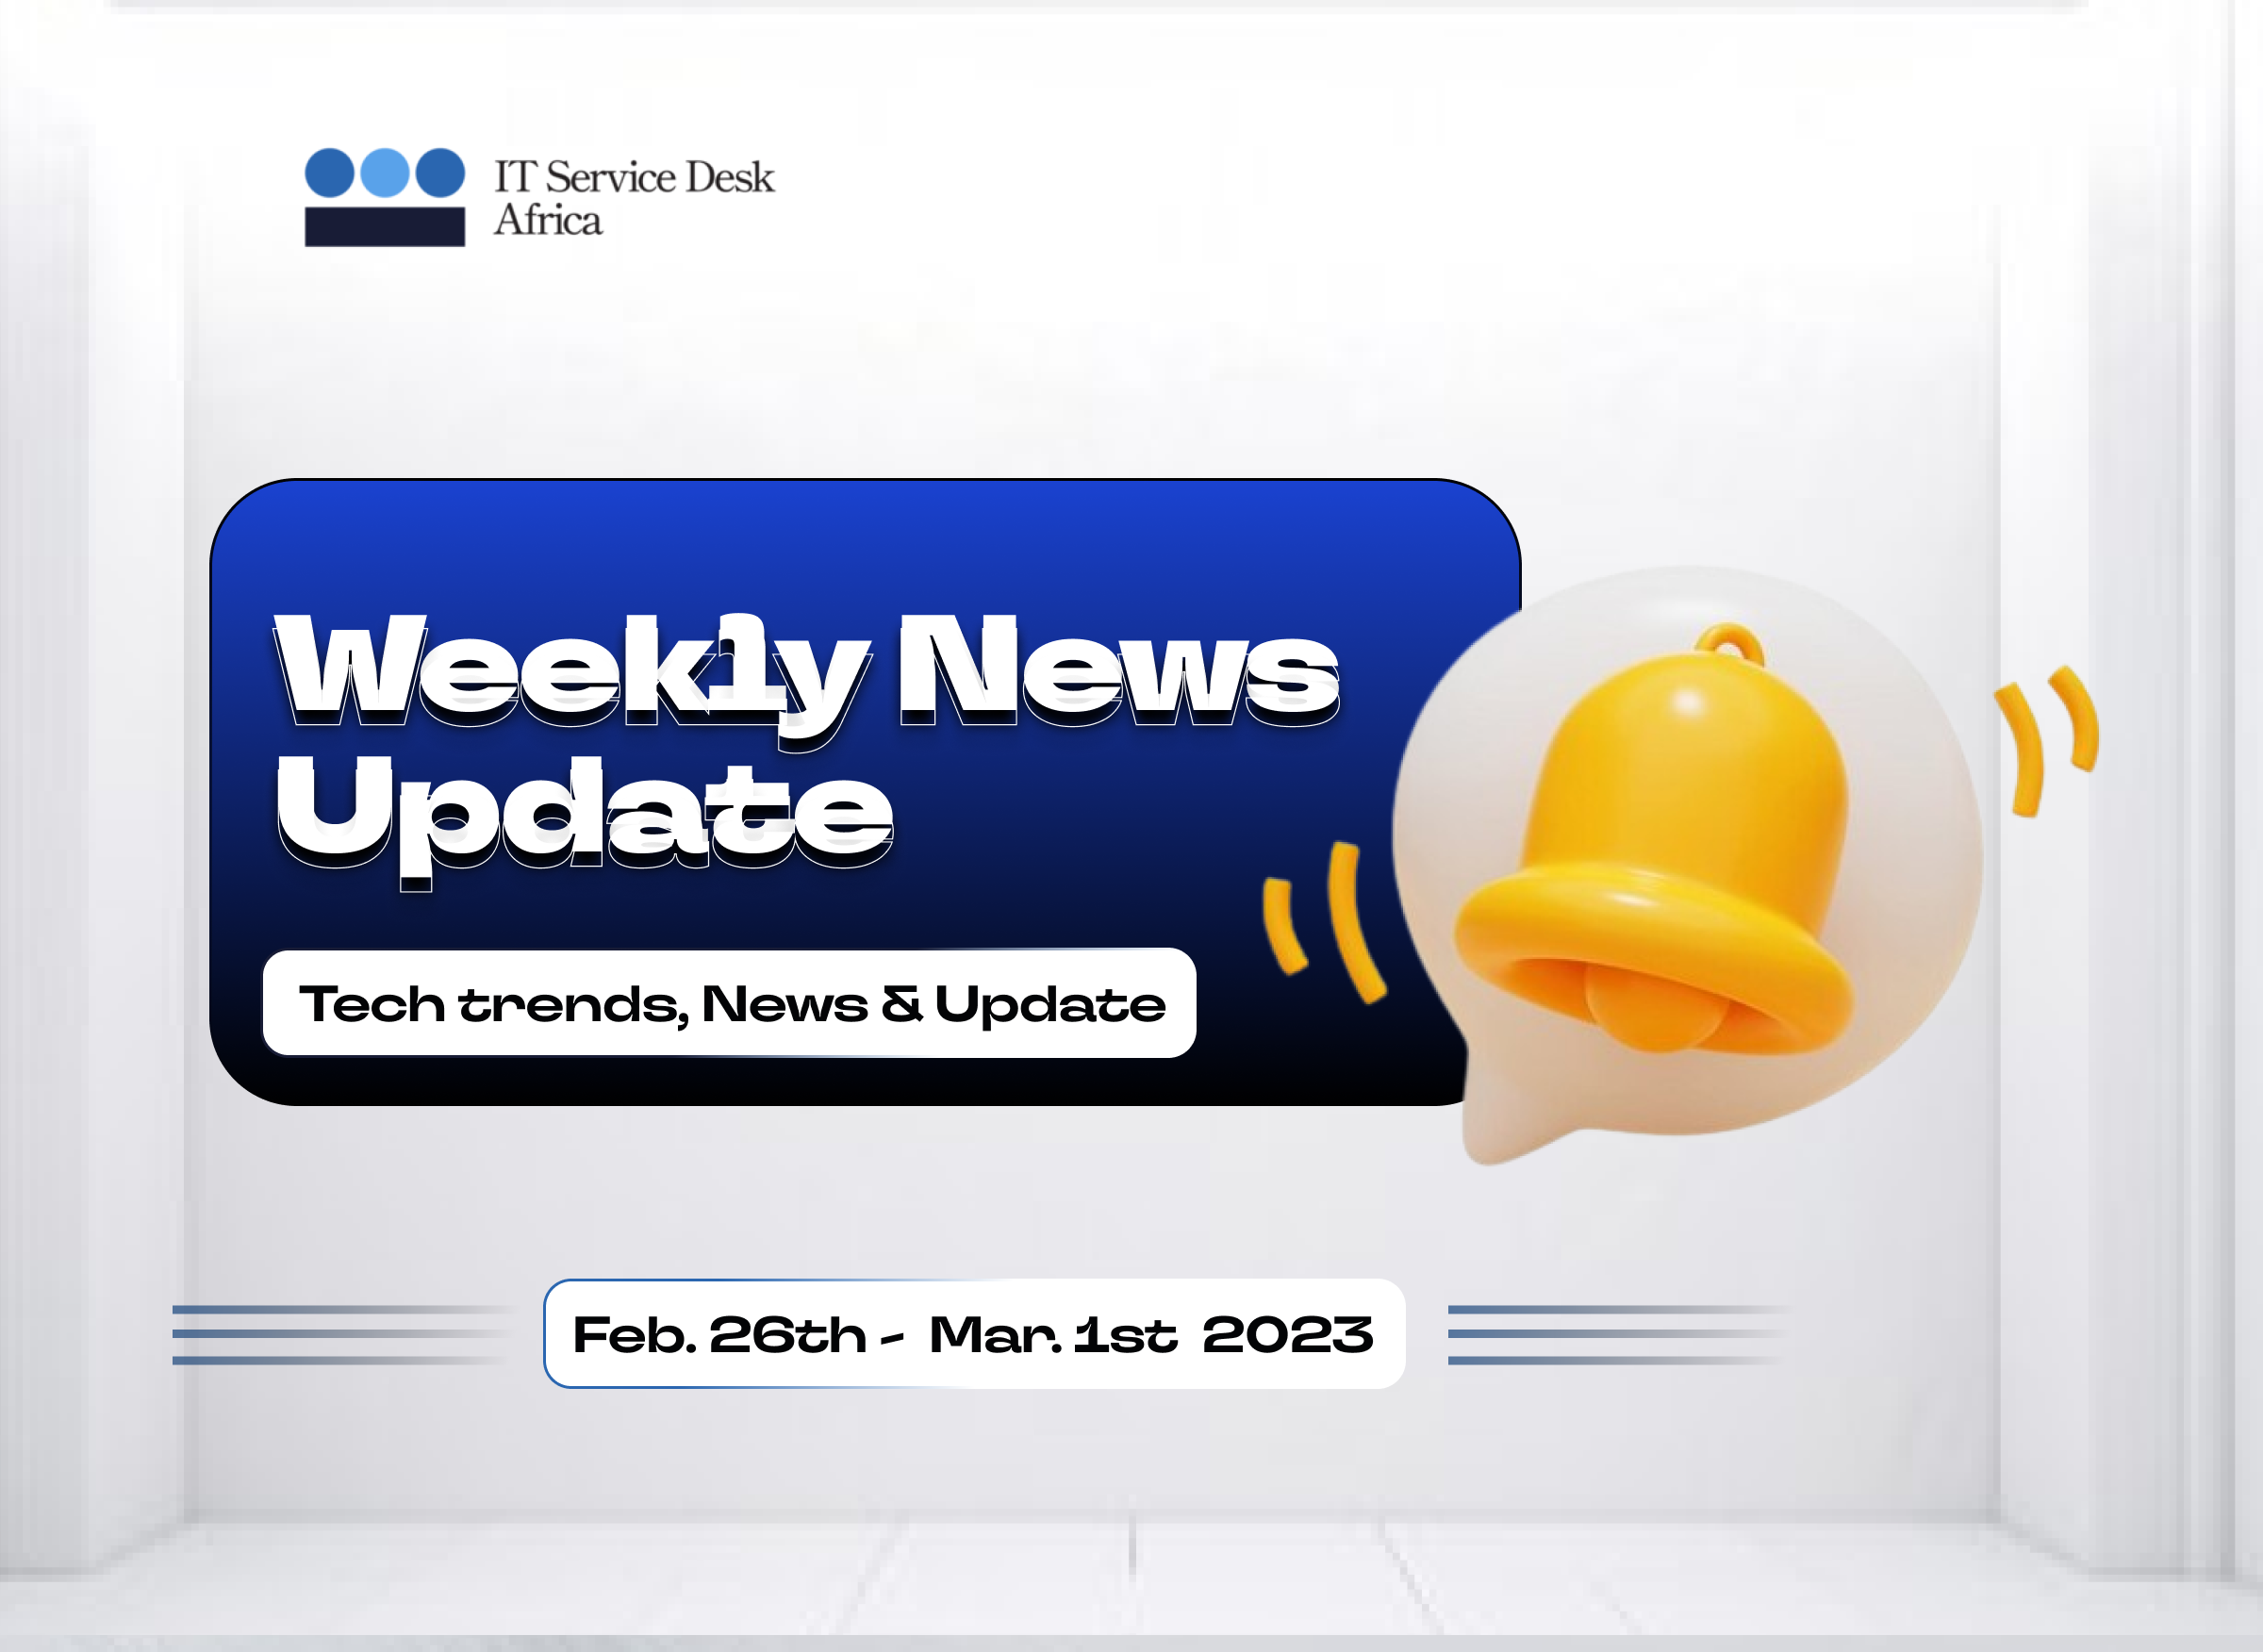 IT Service Desk
Africa
Weekly News
Update
Tech trends, News & Update
Feb. 26th - Mar. 1st 2023